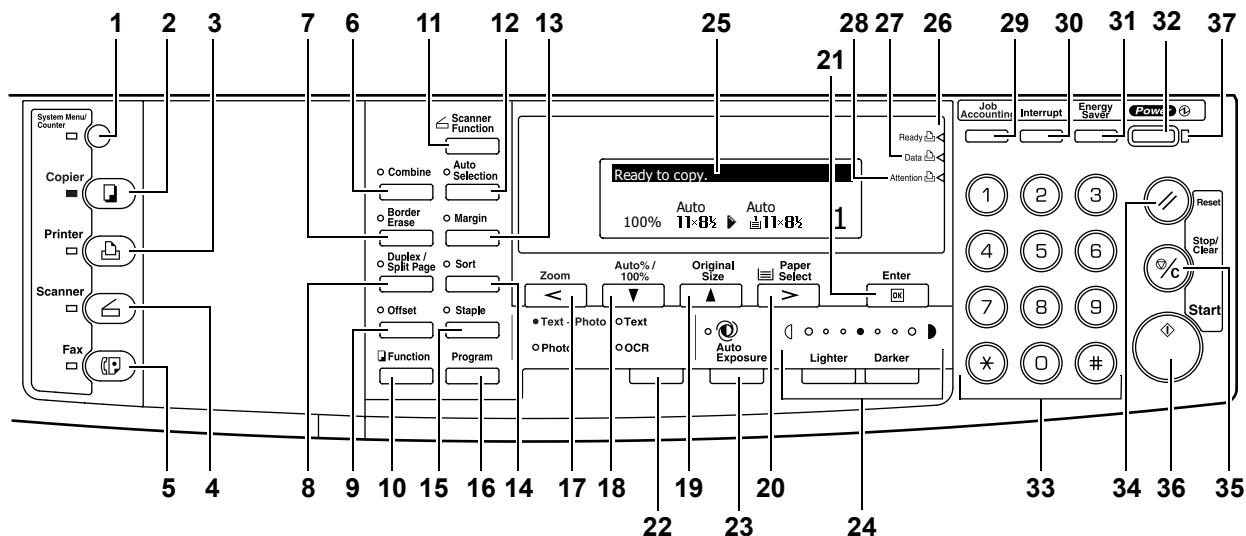 1 2 3 7 6 11 12 13 25 28 27 26 29 30 31 32 37
21
System Menu/
Counter
Copier
Printer
Scanner
Fax
Scanner
Function
Combine
Auto
Selection
Border
Erase
Margin
Duplex /
Split Page
Sort
Offset
Staple
Function
Program
Ready to copy.
Auto Auto
100% 11×8½ 11×8½ 1
Ready
Data
Attention
Zoom
Auto% /
100%
Original
Size
Paper
Select
Enter
OK
Text - Photo
Text
Photo
OCR
Auto
Exposure
Lighter
Darker
Job
Accounting
Interrupt
Energy
Saver
Power
1 2 3
4 5 6
7 8 9
* 0 #
Reset
Stop/
Clear
/C
Start
5 4 8 9 10 15 16 14 17 18 19 20 33 34 36 35
22 23 24